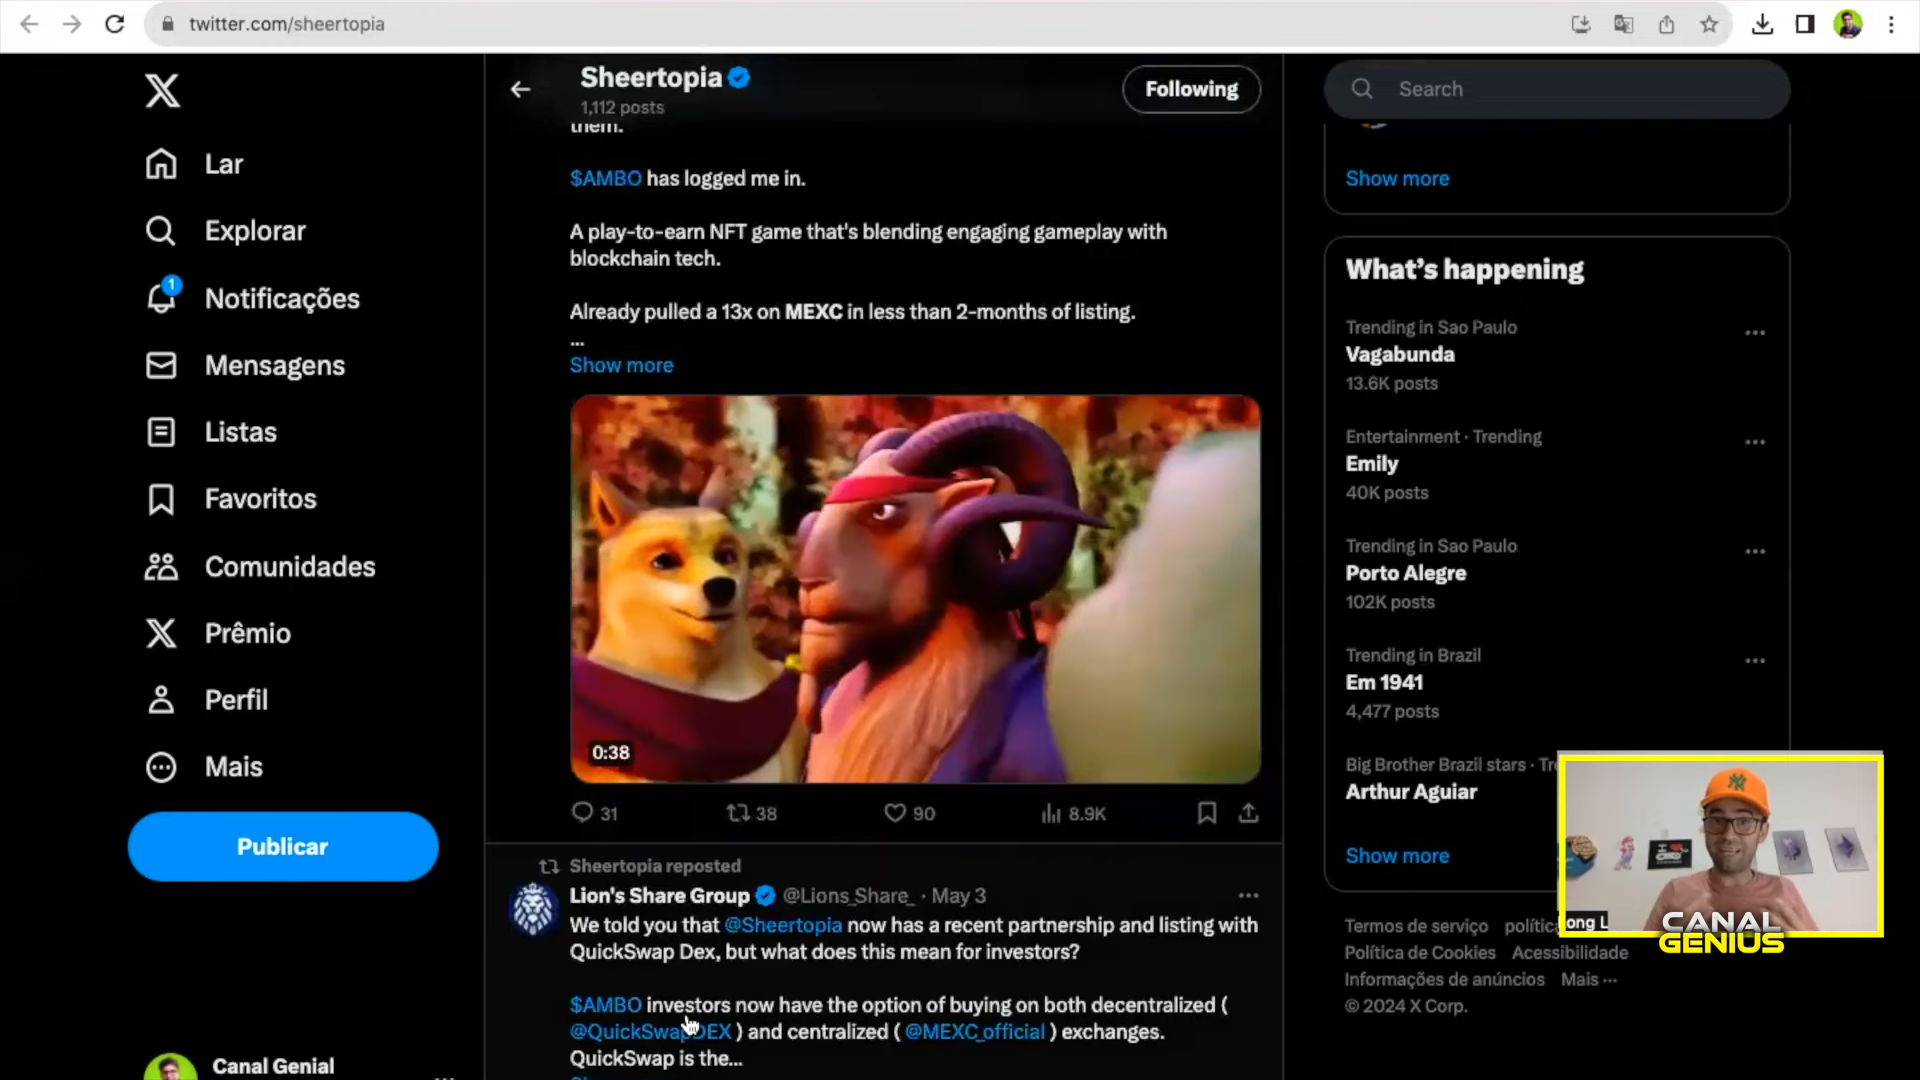 twitter.com/sheertopia
Lar
Explorar
1
Notificações
Mensagens
Listas
Favoritos
Comunidades
Prêmio
Perfil
Mais
Publicar
Canal Genial
Sheertopia
1,112 posts
Following
them.
$AMBO has logged me in.
A play-to-earn NFT game that's blending engaging gameplay with
blockchain tech.
Already pulled a 13x on MEXC in less than 2-months of listing.
...
Show more
0:38
31
38
90
8.9K
Sheertopia reposted
Lion's Share Group @Lions_Share_ · May 3
We told you that @Sheertopia now has a recent partnership and listing with
QuickSwap Dex, but what does this mean for investors?
$AMBO investors now have the option of buying on both decentralized (
@QuickSwapDEX ) and centralized ( @MEXC_official ) exchanges.
QuickSwap is the...
Search
Show more
What's happening
Trending in Sao Paulo
Vagabunda
13.6K posts
Entertainment · Trending
Emily
40K posts
Trending in Sao Paulo
Porto Alegre
102K posts
Trending in Brazil
Em 1941
4,477 posts
Big Brother Brazil stars ·
Arthur Aguiar
Show more
Termos de serviço
Política de Cookies Acessibilidade
Informações de anúncios Mais ...
© 2024 X Corp.
CANAL
GENIUS